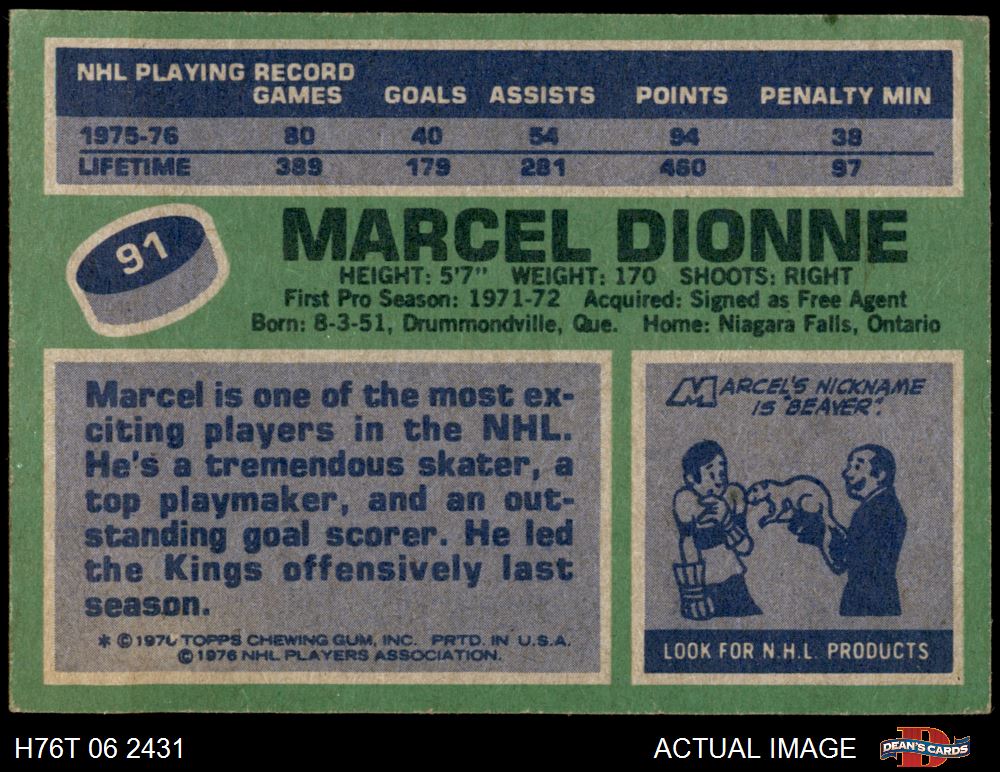 NHL PLAYING RECORD
GAMES GOALS ASSISTS POINTS PENALTY MIN
1975-76 80 40 54 94 38
LIFETIME 389 179 281 460 97
91
MARCEL DIONNE
HEIGHT: 5'7" WEIGHT: 170 SHOOTS: RIGHT
First Pro Season: 1971-72 Acquired: Signed as Free Agent
Born: 8-3-51, Drummondville, Que. Home: Niagara Falls, Ontario
Marcel is one of the most ex-
citing players in the NHL.
He's a tremendous skater, a
top playmaker, and an out-
standing goal scorer. He led
the Kings offensively last
season.
* © 1976 TOPPS CHEWING GUM, INC. PRTD. IN U.S.A.
© 1976 NHL PLAYERS ASSOCIATION.
MARCEL'S NICKNAME
IS "BEAVER".
LOOK FOR N.H.L. PRODUCTS
H76T 06 2431 ACTUAL IMAGE DEAN'S CARDS